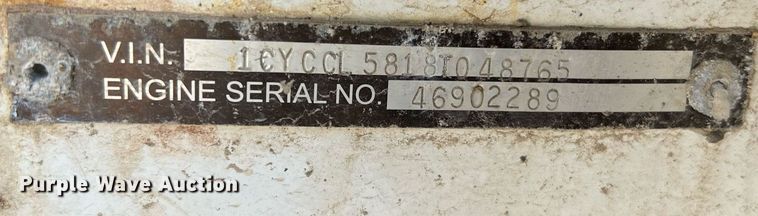 V.I.N. 1CYCCL5818T048765
ENGINE SERIAL NO. 46902289
Purple Wave Auction